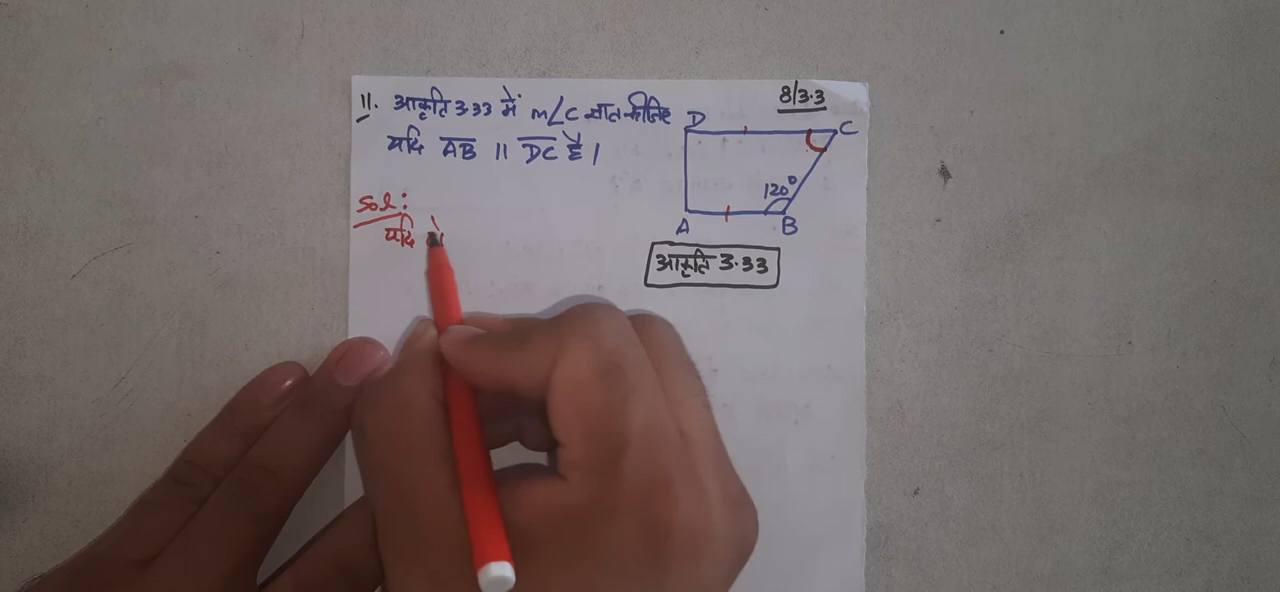 11. आकृति 3.33 में m∠C ज्ञात कीजिए
यदि AB || DC है।
8/3.3
D
C
120°
A
B
आकृति 3.33
Sol:
यदि